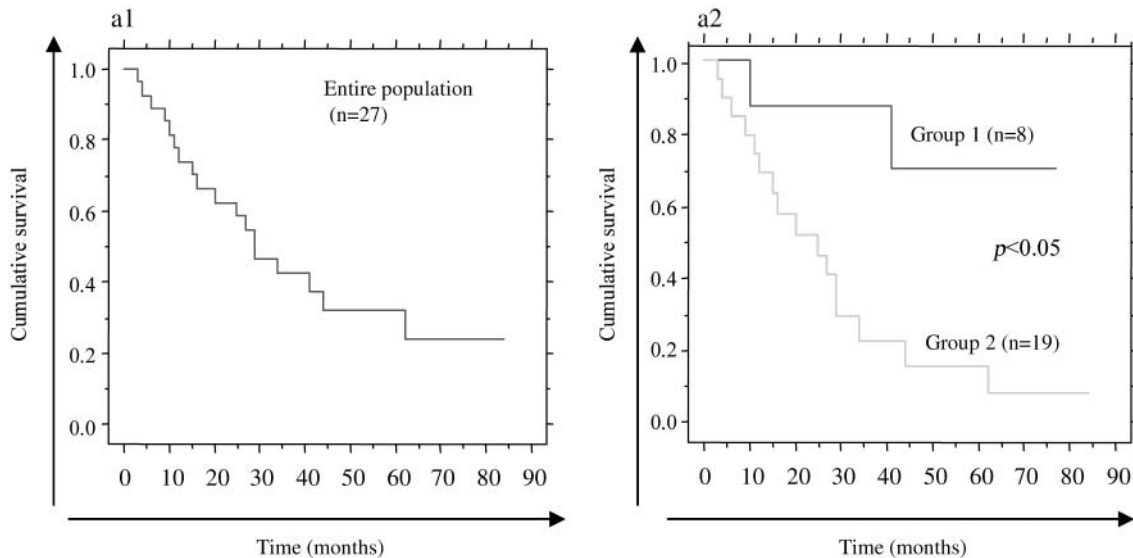 a1
Entire population
(n=27)
1.0
0.8
0.6
0.4
0.2
0.0
Cumulative survival
0 10 20 30 40 50 60 70 80 90
Time (months)
a2
Group 1 (n=8)
p<0.05
Group 2 (n=19)
1.0
0.8
0.6
0.4
0.2
0.0
Cumulative survival
0 10 20 30 40 50 60 70 80 90
Time (months)